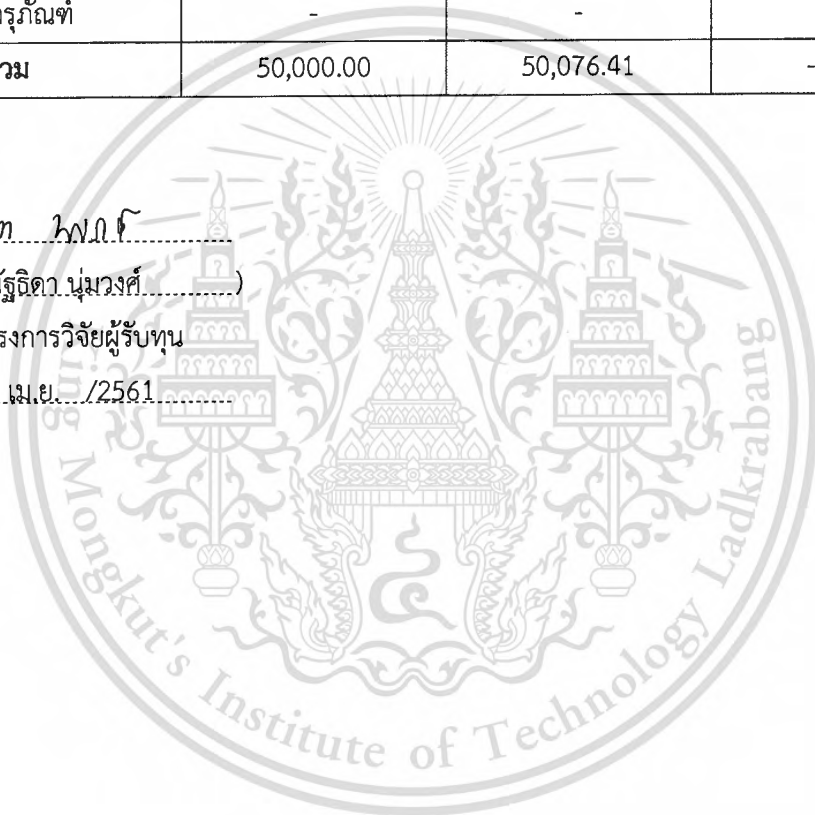 รุภัณฑ์ - -
วม 50,000.00 50,076.41 -
ัฐธิดา นุ่มวงศ์ )
รงการวิจัยผู้รับทุน
เม.ย. /2561
King Mongkut's Institute of Technology Ladkrabang